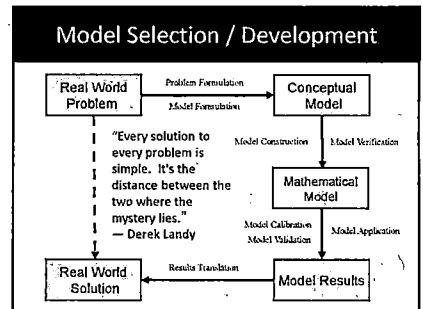 Model Selection / Development
Real World
Problem
Problem Formulation
Model Formulation
Conceptual
Model
"Every solution to
every problem is
simple. It's the
distance between the
two where the
mystery lies."
— Derek Landy
Model Construction
Model Verification
Mathematical
Model
Model Calibration
Model Validation
Model Application
Real World
Solution
Results Translation
Model Results